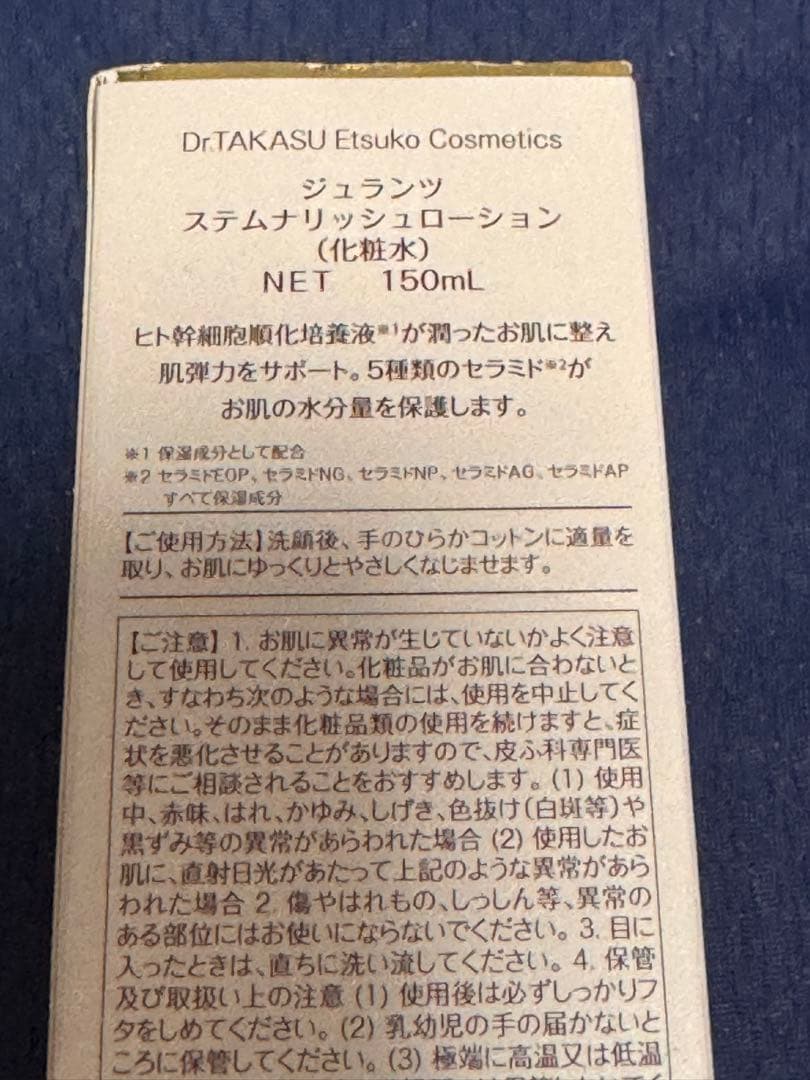 Dr.TAKASU Etsuko Cosmetics
ジュランツ
ステムナリッシュローション
（化粧水）
NET 150mL
ヒト幹細胞順化培養液※1が潤ったお肌に整え
肌弾力をサポート。5種類のセラミド※2が
お肌の水分量を保護します。
※1 保湿成分として配合
※2 セラミドEOP、セラミドNG、セラミドNP、セラミドAG、セラミドAP
すべて保湿成分
【ご使用方法】洗顔後、手のひらかコットンに適量を
取り、お肌にゆっくりとやさしくなじませます。
【ご注意】1. お肌に異常が生じていないかよく注意
して使用してください。化粧品がお肌に合わないと
き、すなわち次のような場合には、使用を中止してく
ださい。そのまま化粧品類の使用を続けますと、症
状を悪化させることがありますので、皮ふ科専門医
等にご相談されることをおすすめします。(1) 使用
中、赤味、はれ、かゆみ、しげき、色抜け（白斑等）や
黒ずみ等の異常があらわれた場合 (2) 使用したお
肌に、直射日光があたって上記のような異常があら
われた場合 2. 傷やはれもの、しっしん等、異常の
ある部位にはお使いにならないでください。3. 目に
入ったときは、直ちに洗い流してください。4. 保管
及び取扱い上の注意 (1) 使用後は必ずしっかりフ
タをしめてください。(2) 乳幼児の手の届かないと
ころに保管してください。(3) 極端に高温又は低温